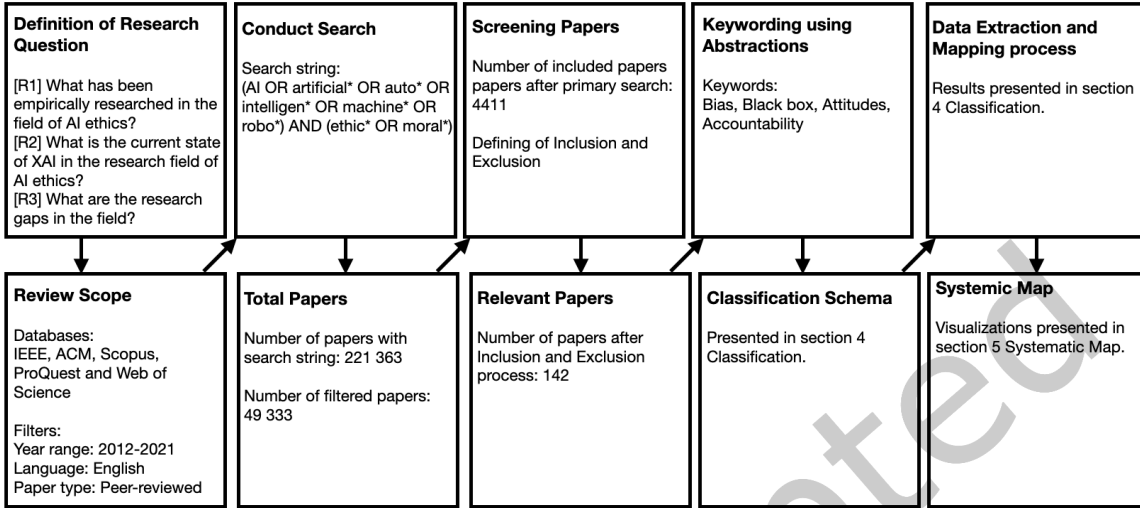 Definition of Research
Question
[R1] What has been
empirically researched in the
field of AI ethics?
[R2] What is the current state
of XAI in the research field of
AI ethics?
[R3] What are the research
gaps in the field?
Conduct Search
Search string:
(AI OR artificial* OR auto* OR
intelligen* OR machine* OR
robo*) AND (ethic* OR moral*)
Screening Papers
Number of included papers
papers after primary search:
4411
Defining of Inclusion and
Exclusion
Keywording using
Abstractions
Keywords:
Bias, Black box, Attitudes,
Accountability
Data Extraction and
Mapping process
Results presented in section
4 Classification.
Review Scope
Databases:
IEEE, ACM, Scopus,
ProQuest and Web of
Science
Filters:
Year range: 2012-2021
Language: English
Paper type: Peer-reviewed
Total Papers
Number of papers with
search string: 221 363
Number of filtered papers:
49 333
Relevant Papers
Number of papers after
Inclusion and Exclusion
process: 142
Classification Schema
Presented in section 4
Classification.
Systemic Map
Visualizations presented in
section 5 Systematic Map.